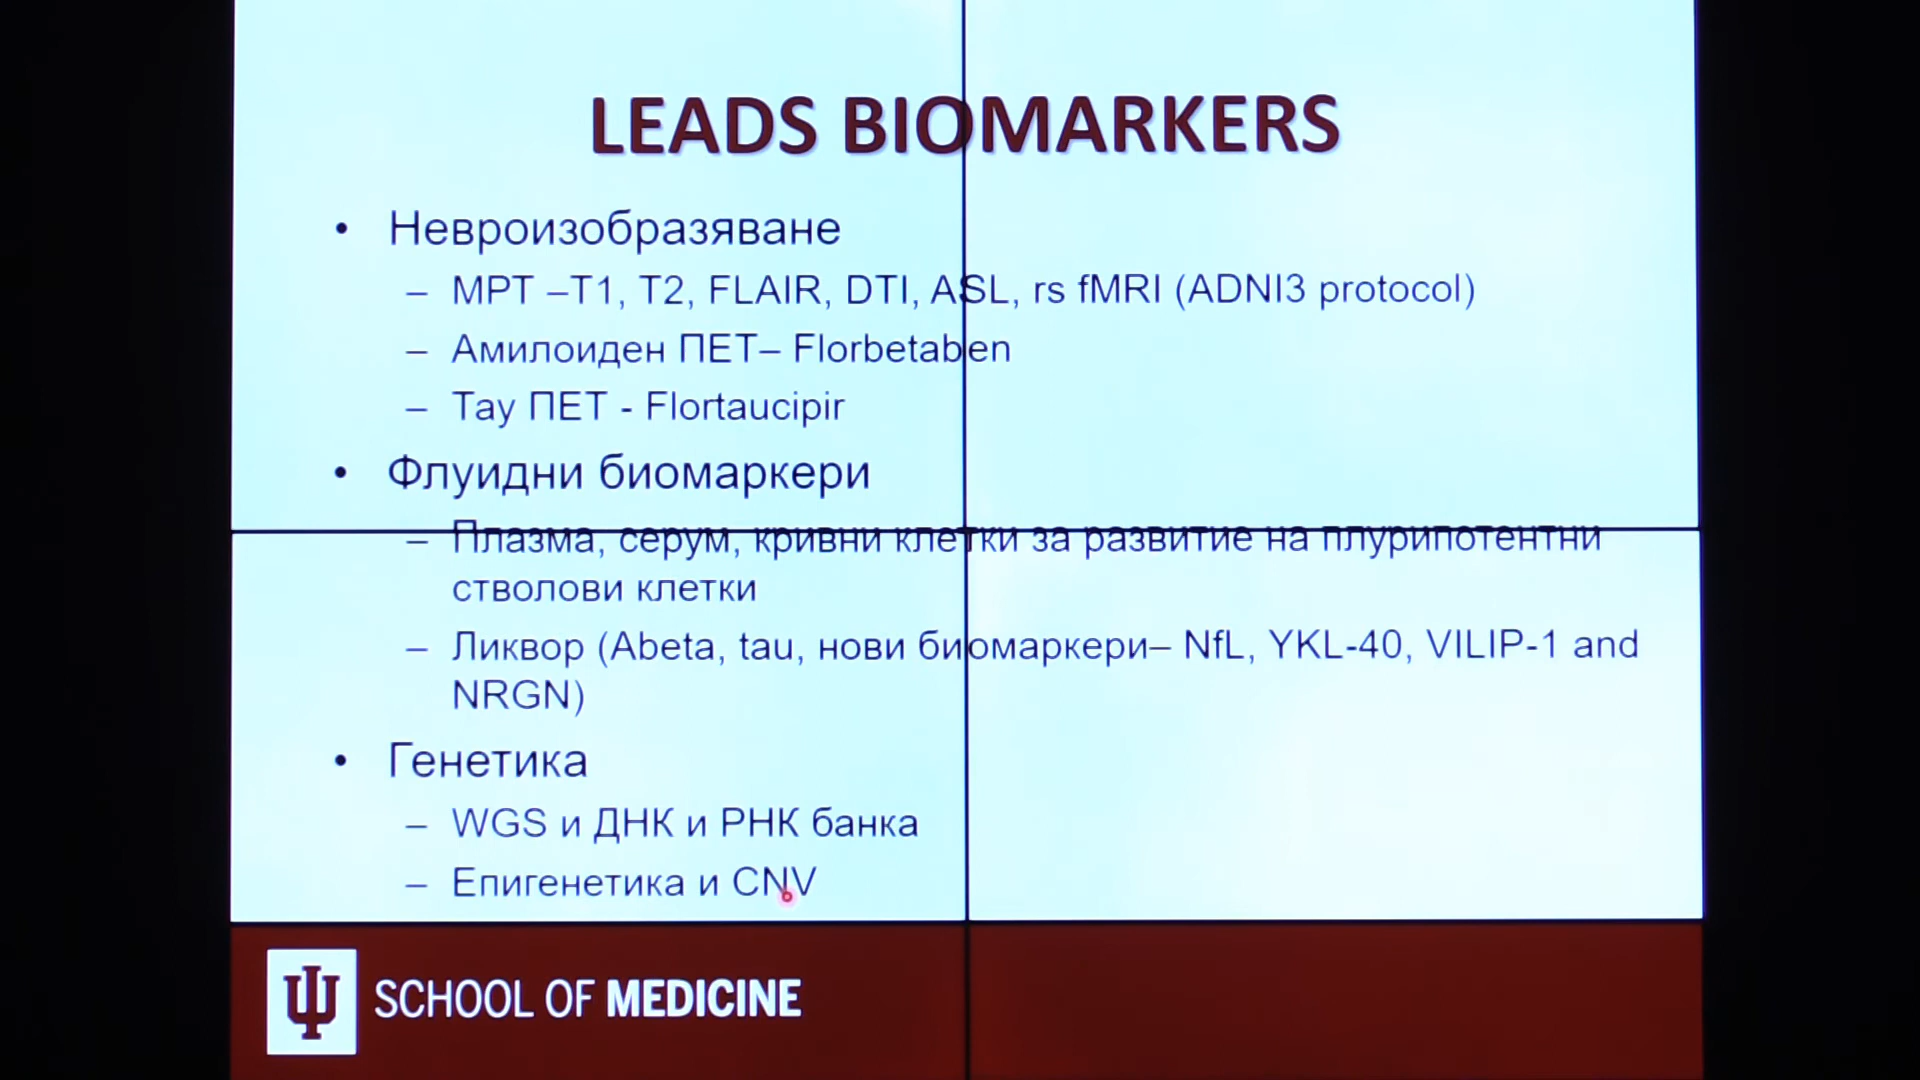 LEADS BIOMARKERS
• Невроизобразяване
– МРТ –T1, T2, FLAIR, DTI, ASL, rs fMRI (ADNI3 protocol)
– Амилоиден ПЕТ– Florbetaben
– Тау ПЕТ - Flortaucipir
• Флуидни биомаркери
– Плазма, серум, кривни клетки за развитие на плурипотентни
стволови клетки
– Ликвор (Abeta, tau, нови биомаркери– NfL, YKL-40, VILIP-1 and
NRGN)
• Генетика
– WGS и ДНК и РНК банка
– Епигенетика и CNV
SCHOOL OF MEDICINE